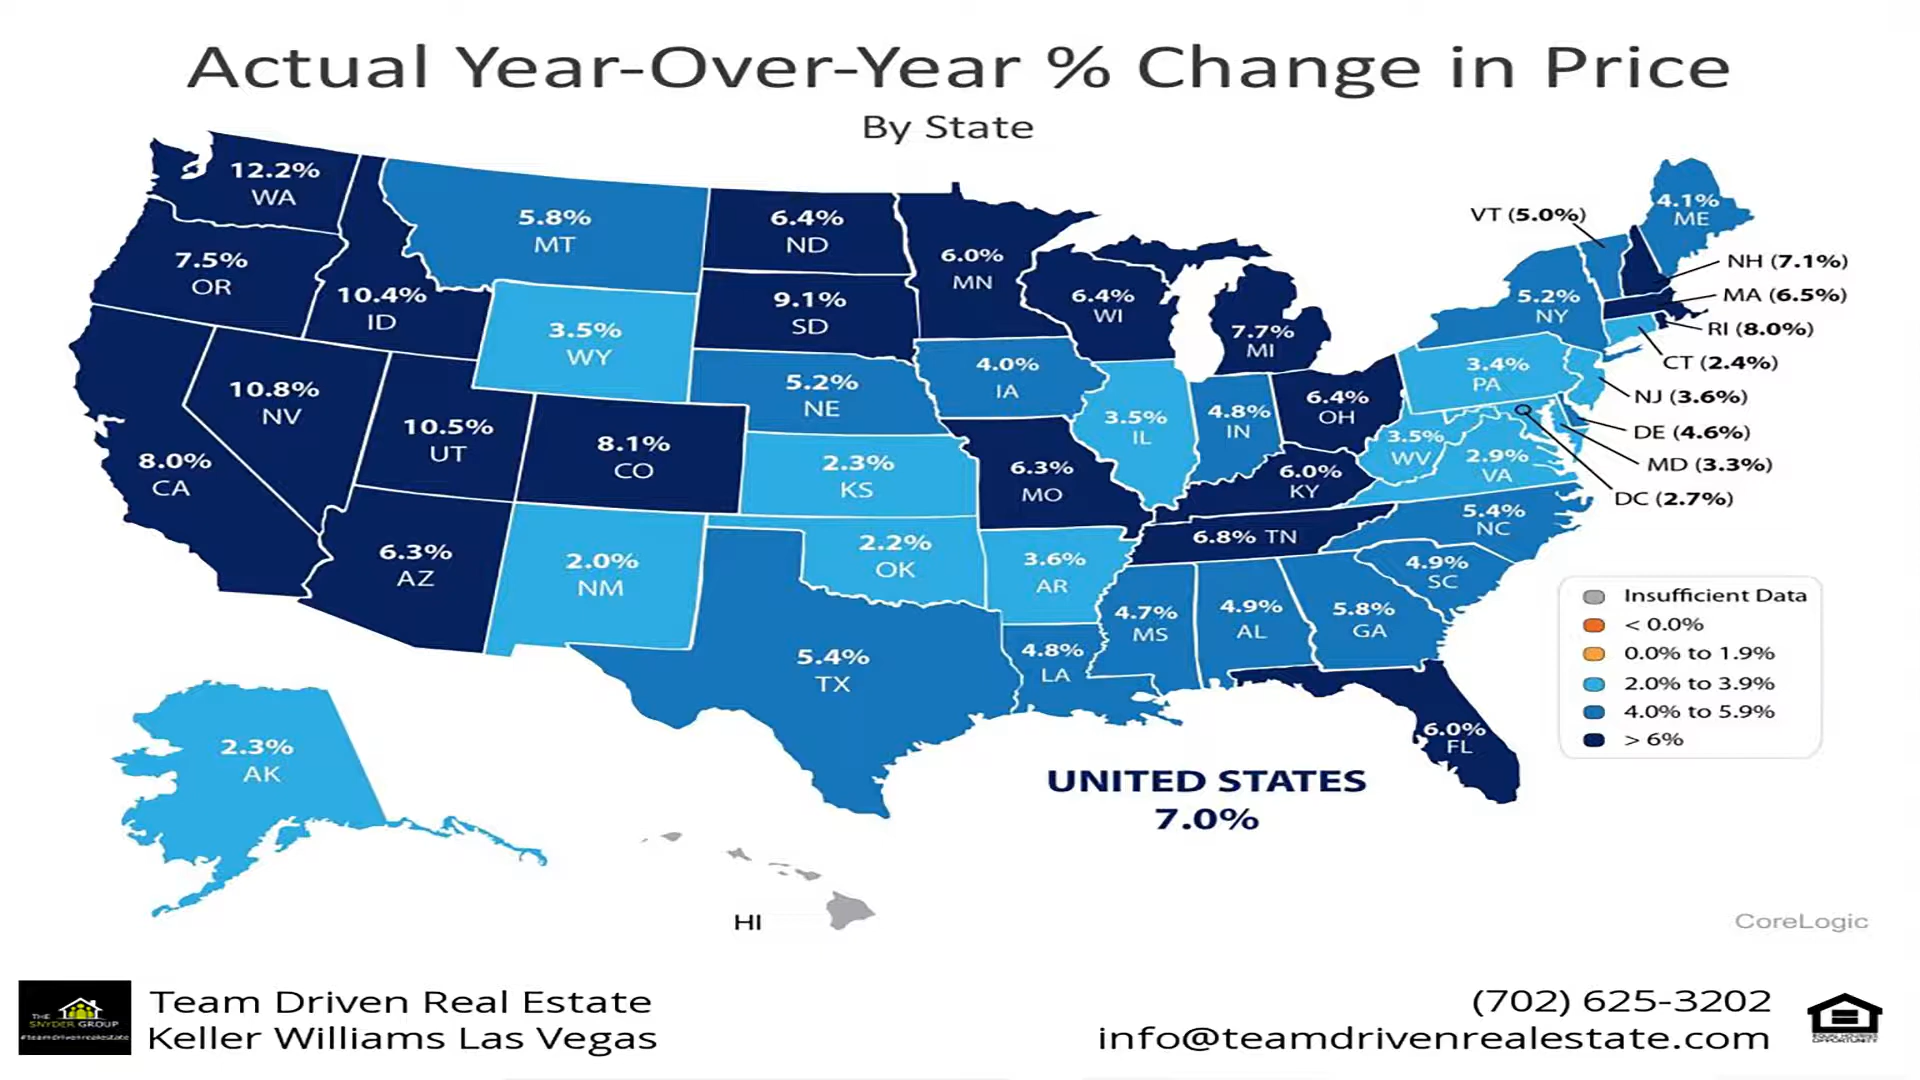 Actual Year-Over-Year % Change in Price
By State
12.2%
WA
7.5%
OR
10.4%
ID
5.8%
MT
3.5%
WY
6.4%
ND
9.1%
SD
6.0%
MN
6.4%
WI
7.7%
MI
4.1%
ME
VT (5.0%)
NH (7.1%)
MA (6.5%)
RI (8.0%)
CT (2.4%)
NJ (3.6%)
DE (4.6%)
MD (3.3%)
DC (2.7%)
5.2%
NY
3.4%
PA
8.0%
CA
10.8%
NV
10.5%
UT
8.1%
CO
5.2%
NE
4.0%
IA
3.5%
IL
4.8%
IN
6.4%
OH
3.5%
WV
2.9%
VA
2.3%
KS
6.3%
MO
6.0%
KY
6.3%
AZ
2.0%
NM
2.2%
OK
3.6%
AR
6.8% TN
5.4%
NC
4.9%
SC
5.4%
TX
4.8%
LA
4.7%
MS
4.9%
AL
5.8%
GA
6.0%
FL
2.3%
AK
HI
UNITED STATES
7.0%
Insufficient Data
< 0.0%
0.0% to 1.9%
2.0% to 3.9%
4.0% to 5.9%
> 6%
CoreLogic
THE
SNYDER GROUP
#teamdrivenrealestate
Team Driven Real Estate
Keller Williams Las Vegas
(702) 625-3202
info@teamdrivenrealestate.com
EQUAL HOUSING
OPPORTUNITY